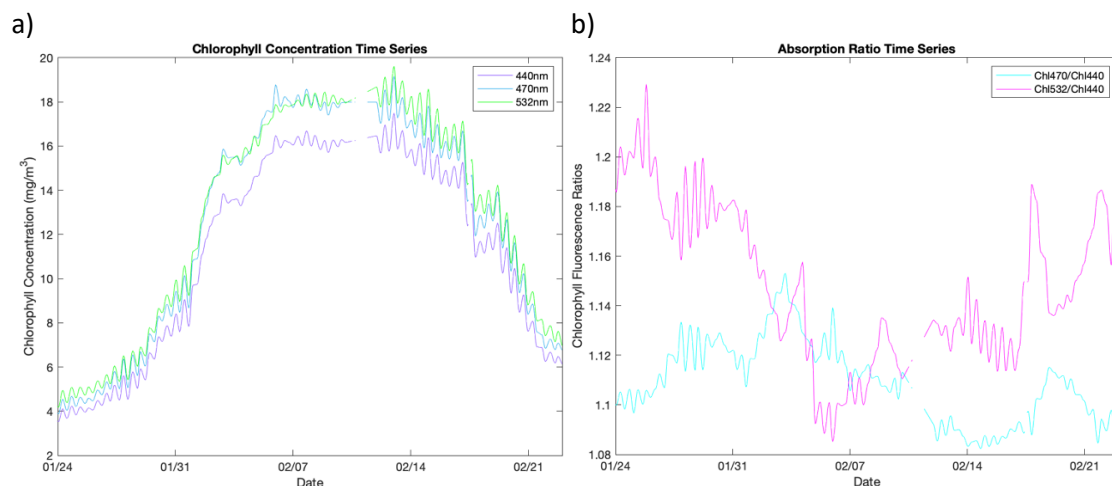 a)
Chlorophyll Concentration Time Series
20
18
16
14
12
10
8
6
4
2
Chlorophyll Concentration (mg/m³)
440nm
470nm
532nm
01/24
01/31
02/07
02/14
02/21
Date
b)
Absorption Ratio Time Series
1.24
1.22
1.2
1.18
1.16
1.14
1.12
1.1
1.08
Chlorophyll Fluorescence Ratios
Chl470/Chl440
Chl532/Chl440
01/24
01/31
02/07
02/14
02/21
Date